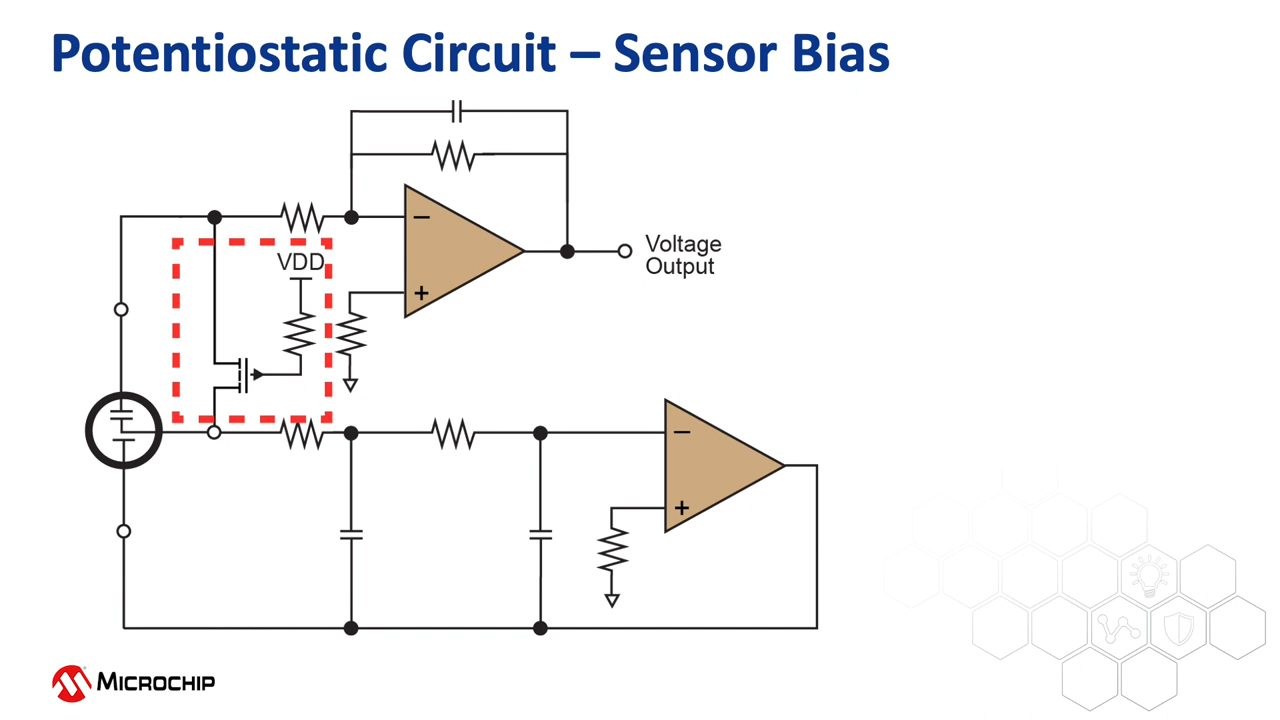 Potentiostatic Circuit – Sensor Bias
−
VDD
+
Voltage
Output
−
+
MICROCHIP